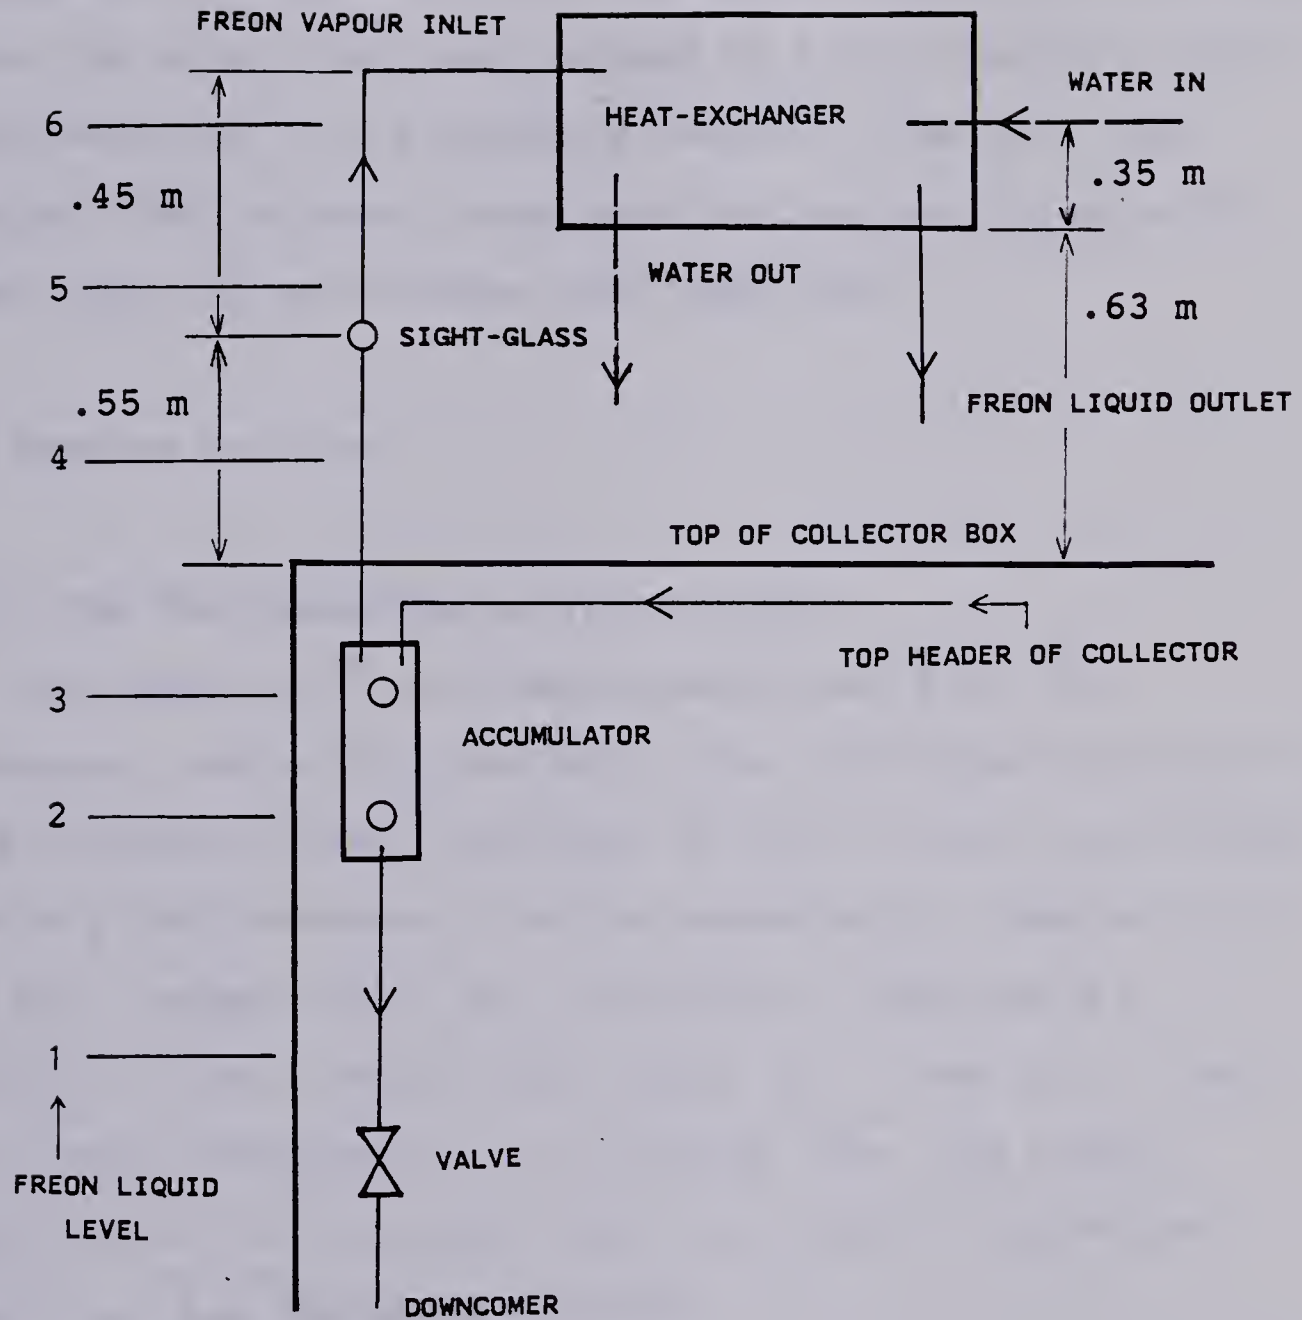 FREON VAPOUR INLET
WATER IN
6
HEAT-EXCHANGER
.45 m
.35 m
5
WATER OUT
.63 m
SIGHT-GLASS
.55 m
FREON LIQUID OUTLET
4
TOP OF COLLECTOR BOX
TOP HEADER OF COLLECTOR
3
ACCUMULATOR
2
1
VALVE
FREON LIQUID
LEVEL
DOWNCOMER